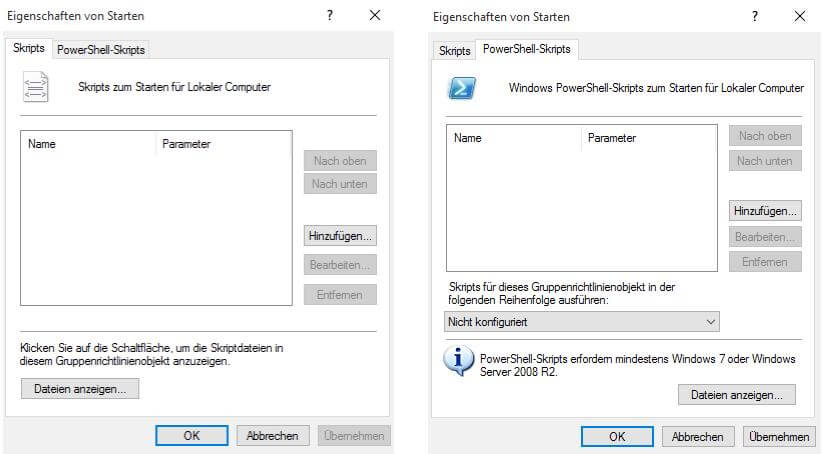 Eigenschaften von Starten
Skripts
PowerShell-Skripts
Skripts zum Starten für Lokaler Computer
Name
Parameter
Nach oben
Nach unten
Hinzufügen...
Bearbeiten...
Entfernen
Klicken Sie auf die Schaltfläche, um die Skriptdateien in
diesem Gruppenrichtlinienobjekt anzuzeigen.
Dateien anzeigen...
OK
Abbrechen
Übernehmen
Eigenschaften von Starten
Skripts
PowerShell-Skripts
Windows PowerShell-Skripts zum Starten für Lokaler Computer
Name
Parameter
Nach oben
Nach unten
Hinzufügen...
Bearbeiten...
Entfernen
Skripts für dieses Gruppenrichtlinienobjekt in der
folgenden Reihenfolge ausführen:
Nicht konfiguriert
PowerShell-Skripts erfordern mindestens Windows 7 oder Windows
Server 2008 R2.
Dateien anzeigen...
OK
Abbrechen
Übernehmen